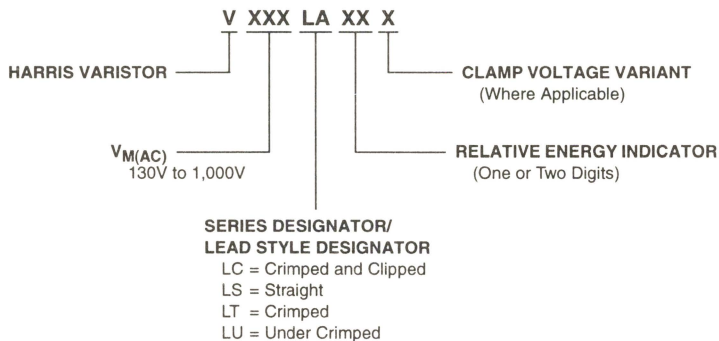 V XXX LA XX X
HARRIS VARISTOR
CLAMP VOLTAGE VARIANT
(Where Applicable)
VM(AC)
130V to 1,000V
RELATIVE ENERGY INDICATOR
(One or Two Digits)
SERIES DESIGNATOR/
LEAD STYLE DESIGNATOR
LC = Crimped and Clipped
LS = Straight
LT = Crimped
LU = Under Crimped